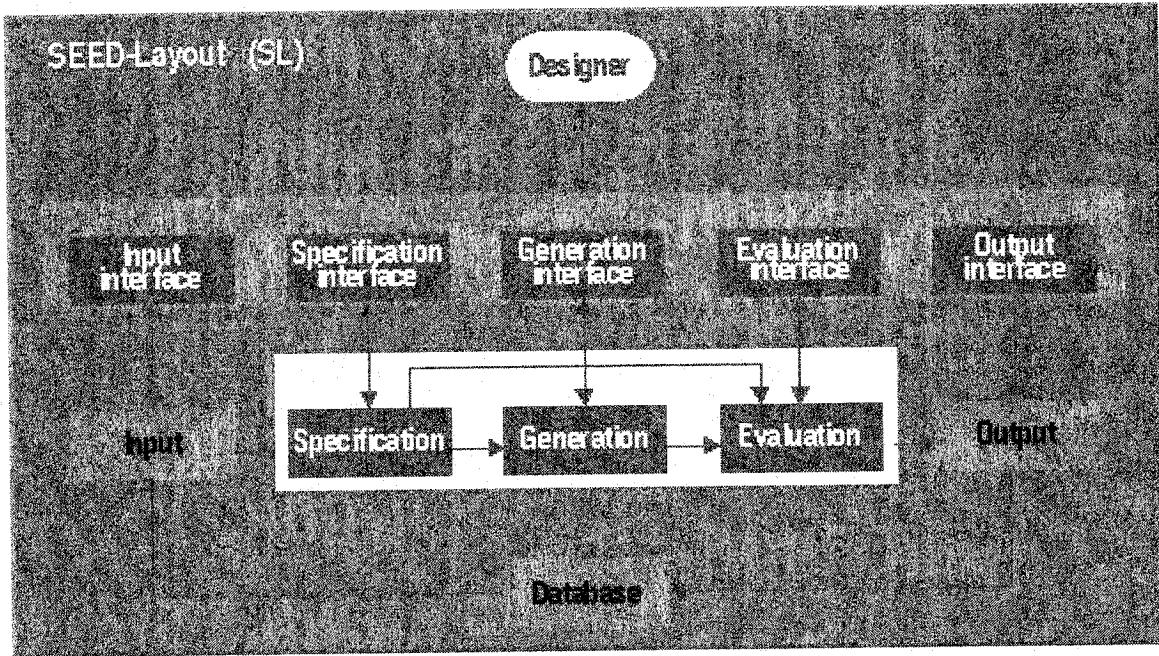 SEED-Layout (SL)
Designer
Input
interface
Specification
interface
Generation
interface
Evaluation
interface
Output
interface
Input
Specification
Generation
Evaluation
Output
Database